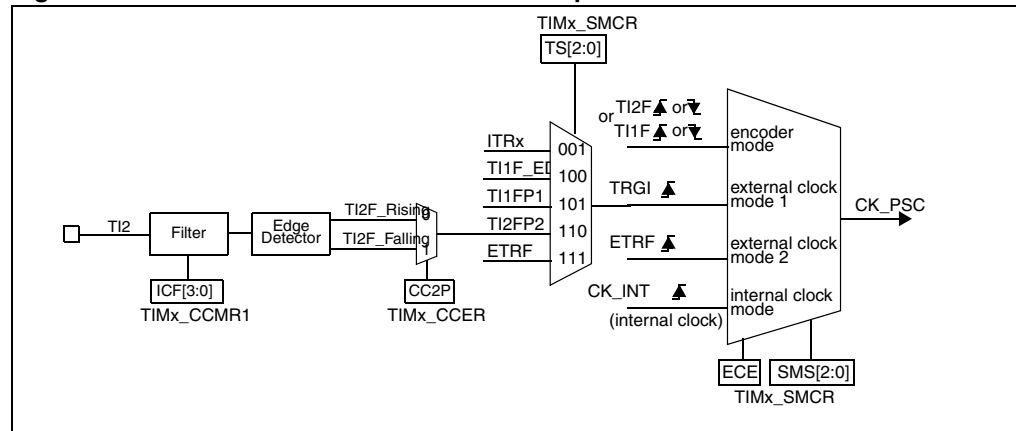 TIMx_SMCR
TS[2:0]
or TI2F or
TI1F or
encoder
mode
ITRx
001
TI1F_ED
100
TI1FP1
101
TRGI
external clock
mode 1
CK_PSC
TI2
Filter
Edge
Detector
TI2F_Rising
0
TI2F_Falling
1
TI2FP2
110
ETRF
111
ETRF
external clock
mode 2
ICF[3:0]
TIMx_CCMR1
CC2P
TIMx_CCER
CK_INT
(internal clock)
internal clock
mode
ECE
SMS[2:0]
TIMx_SMCR